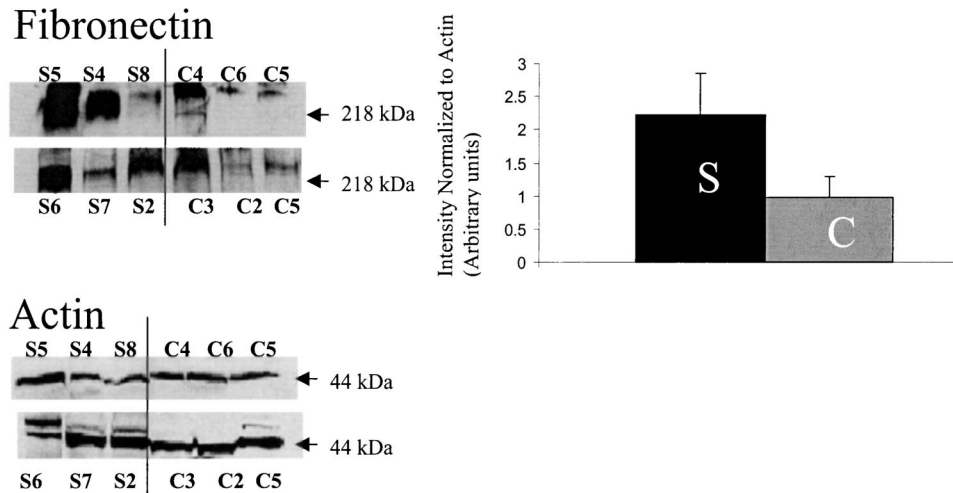 Fibronectin
S5 S4 S8 C4 C6 C5
218 kDa
218 kDa
S6 S7 S2 C3 C2 C5
Intensity Normalized to Actin
(Arbitrary units)
3
2.5
2
1.5
1
0.5
0
S
C
Actin
S5 S4 S8 C4 C6 C5
44 kDa
44 kDa
S6 S7 S2 C3 C2 C5